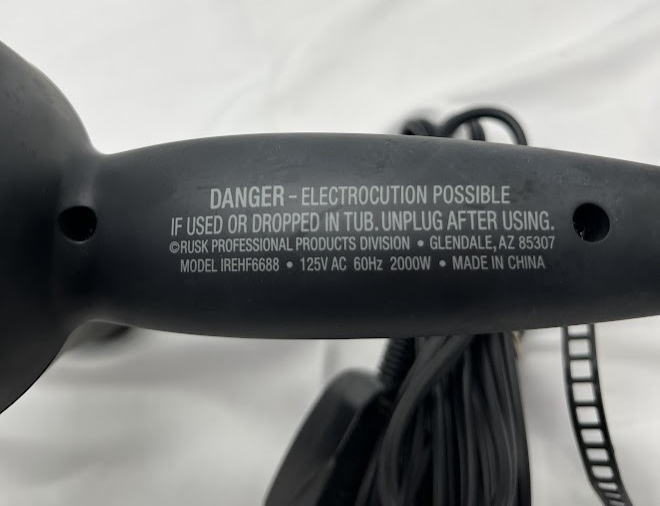 DANGER - ELECTROCUTION POSSIBLE
IF USED OR DROPPED IN TUB. UNPLUG AFTER USING.
©RUSK PROFESSIONAL PRODUCTS DIVISION • GLENDALE, AZ 85307
MODEL IREHF6688 • 125V AC 60Hz 2000W • MADE IN CHINA